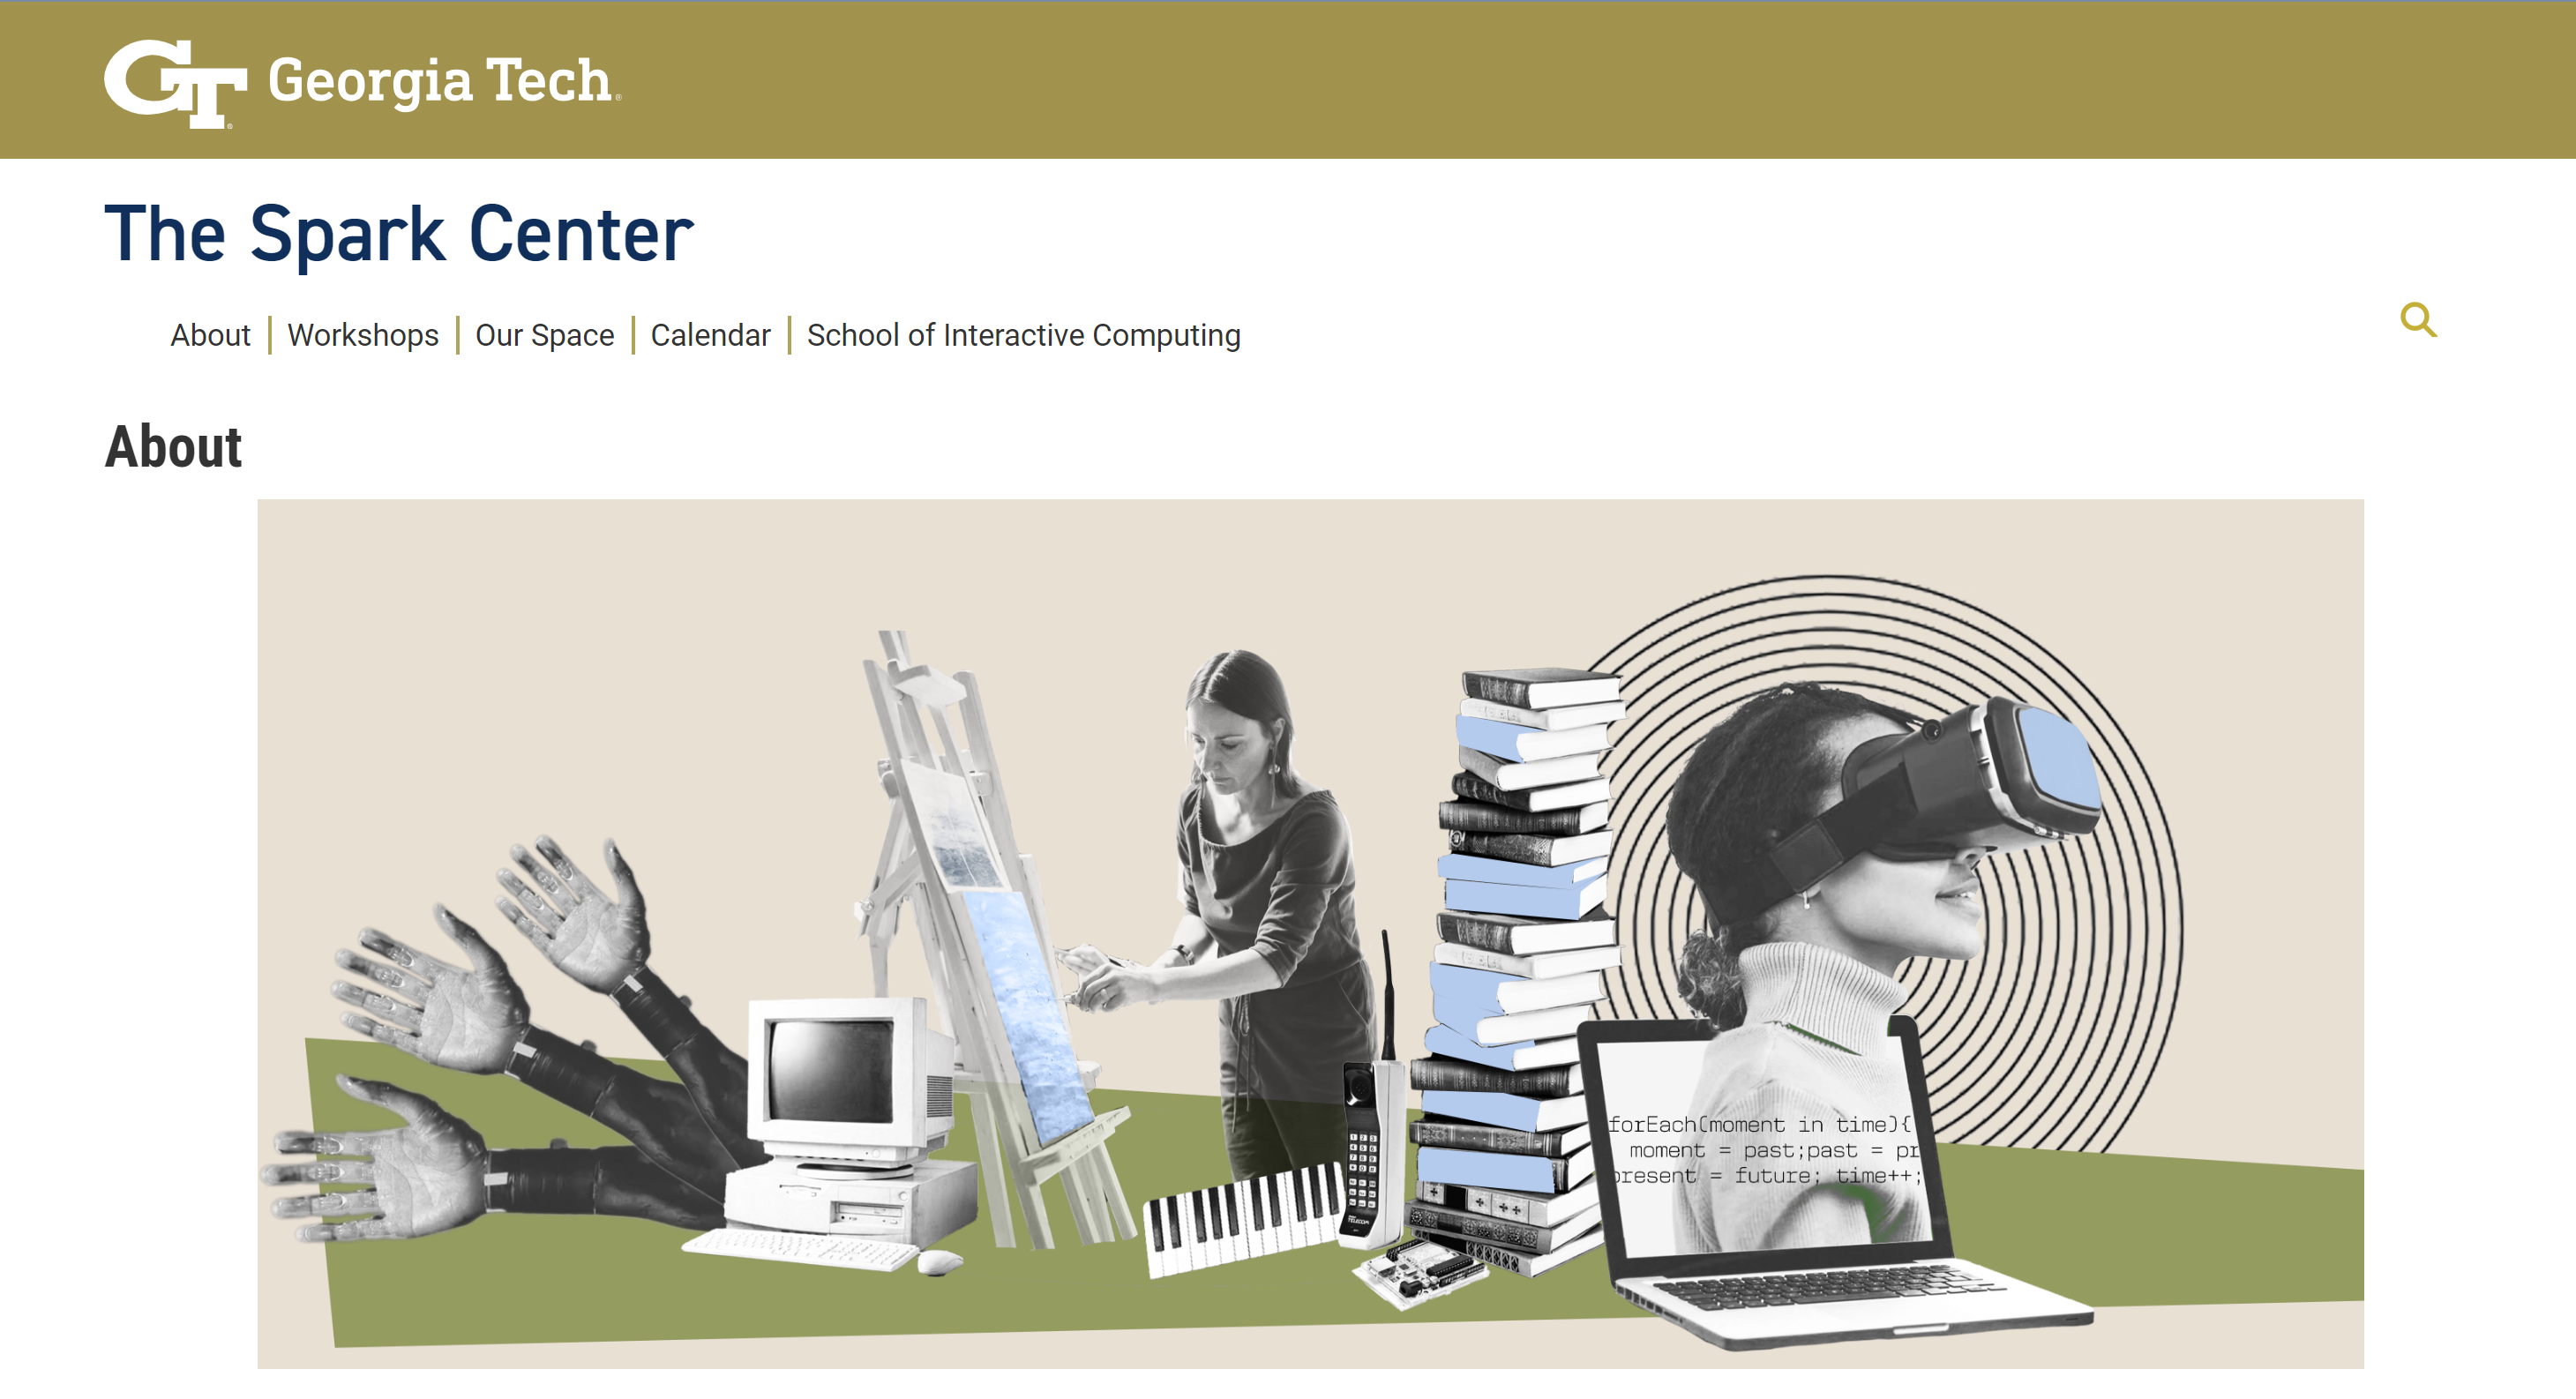 GT Georgia Tech
The Spark Center
About
Workshops
Our Space
Calendar
School of Interactive Computing
About
forEach(moment in time){
moment = past;past = pr
present = future; time++;
TELECOM